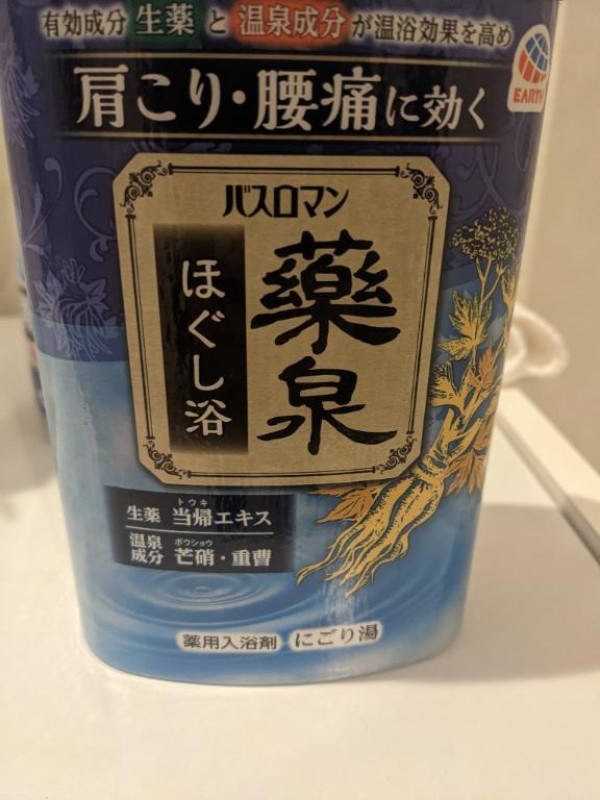 有効成分 生薬 と 温泉成分 が温浴効果を高め
EARTH
肩こり・腰痛に効く
バスロマン
薬泉
ほぐし浴
トウキ
生薬 当帰エキス
ボウショウ
温泉成分 芒硝・重曹
薬用入浴剤 にごり湯